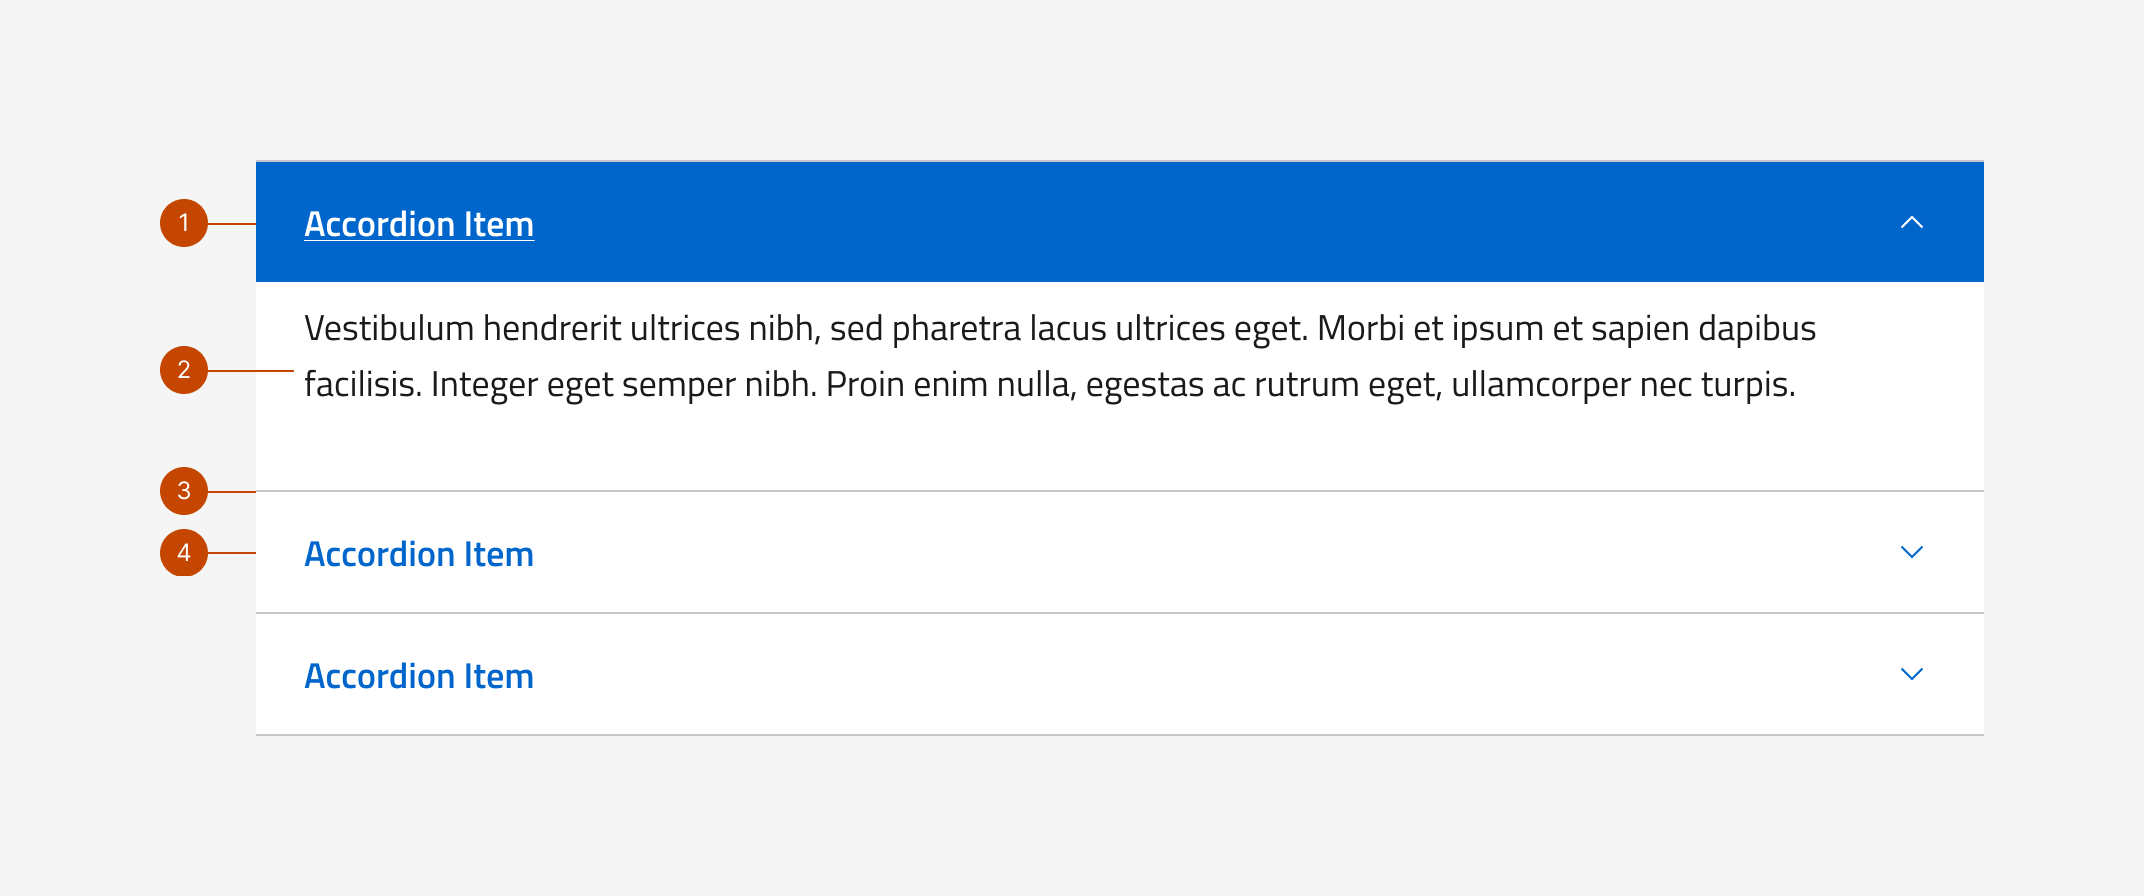 1
Accordion Item
Vestibulum hendrerit ultrices nibh, sed pharetra lacus ultrices eget. Morbi et ipsum et sapien dapibus
2
facilisis. Integer eget semper nibh. Proin enim nulla, egestas ac rutrum eget, ullamcorper nec turpis.
3
4
Accordion Item
Accordion Item